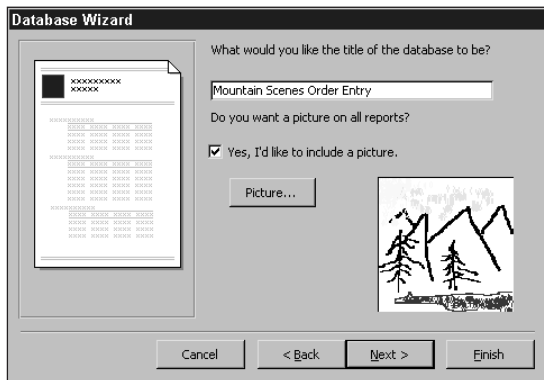 Database Wizard
What would you like the title of the database to be?
Mountain Scenes Order Entry
Do you want a picture on all reports?
Yes, I'd like to include a picture.
Picture...
Cancel
< Back
Next >
Finish